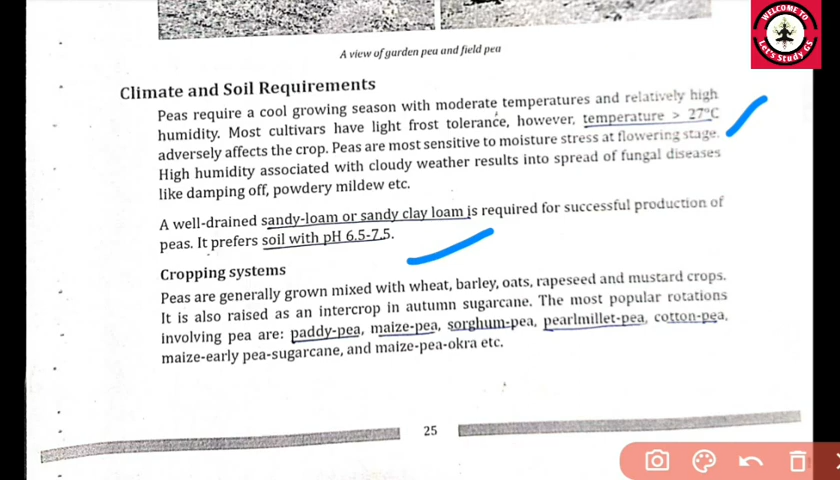 WELCOME TO
Let's Study GS
A view of garden pea and field pea
Climate and Soil Requirements
Peas require a cool growing season with moderate temperatures and relatively high
humidity. Most cultivars have light frost tolerance, however, temperature > 27°C
adversely affects the crop. Peas are most sensitive to moisture stress at flowering stage.
High humidity associated with cloudy weather results into spread of fungal diseases
like damping off, powdery mildew etc.
A well-drained sandy-loam or sandy clay loam is required for successful production of
peas. It prefers soil with pH 6.5-7.5.
Cropping systems
Peas are generally grown mixed with wheat, barley, oats, rapeseed and mustard crops.
It is also raised as an intercrop in autumn sugarcane. The most popular rotations
involving pea are: paddy-pea, maize-pea, sorghum-pea, pearlmillet-pea, cotton-pea,
maize-early pea-sugarcane, and maize-pea-okra etc.
25